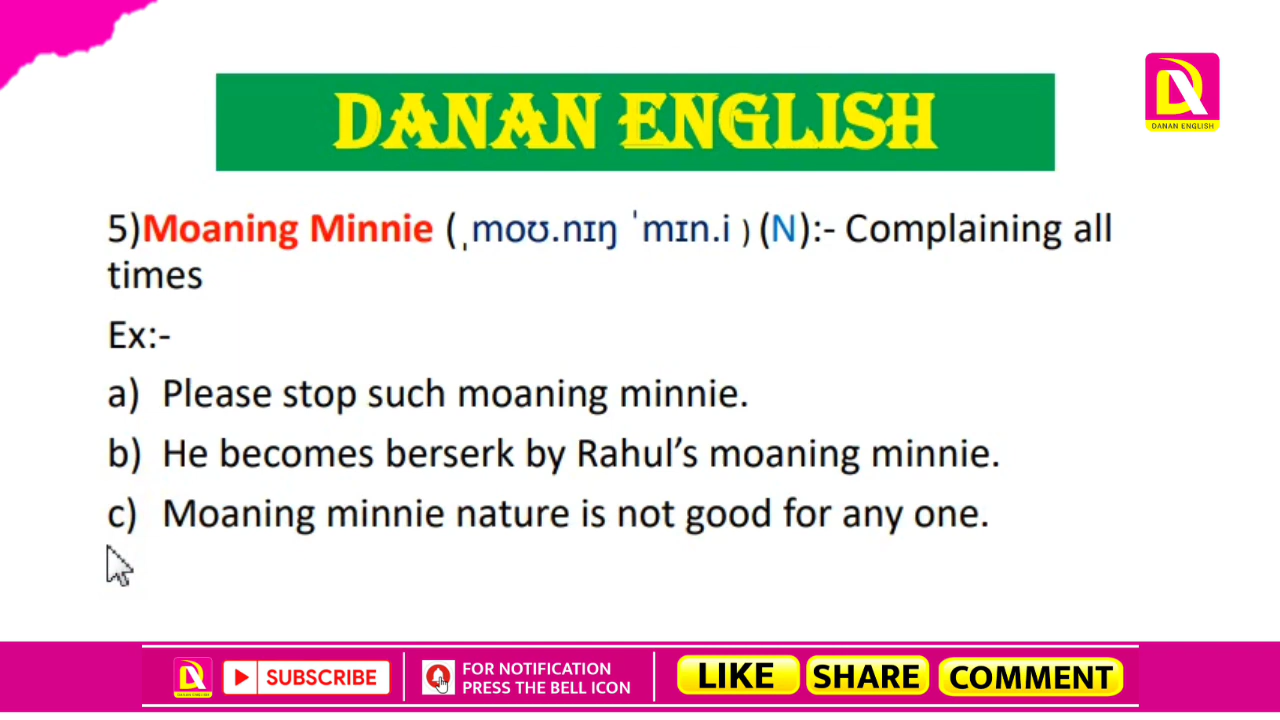 DANAN ENGLISH
DANAN ENGLISH
5)Moaning Minnie (ˌmoʊ.nɪŋ ˈmɪn.i ) (N):- Complaining all
times
Ex:-
a) Please stop such moaning minnie.
b) He becomes berserk by Rahul’s moaning minnie.
c) Moaning minnie nature is not good for any one.
DANAN ENGLISH
SUBSCRIBE
FOR NOTIFICATION
PRESS THE BELL ICON
LIKE
SHARE
COMMENT